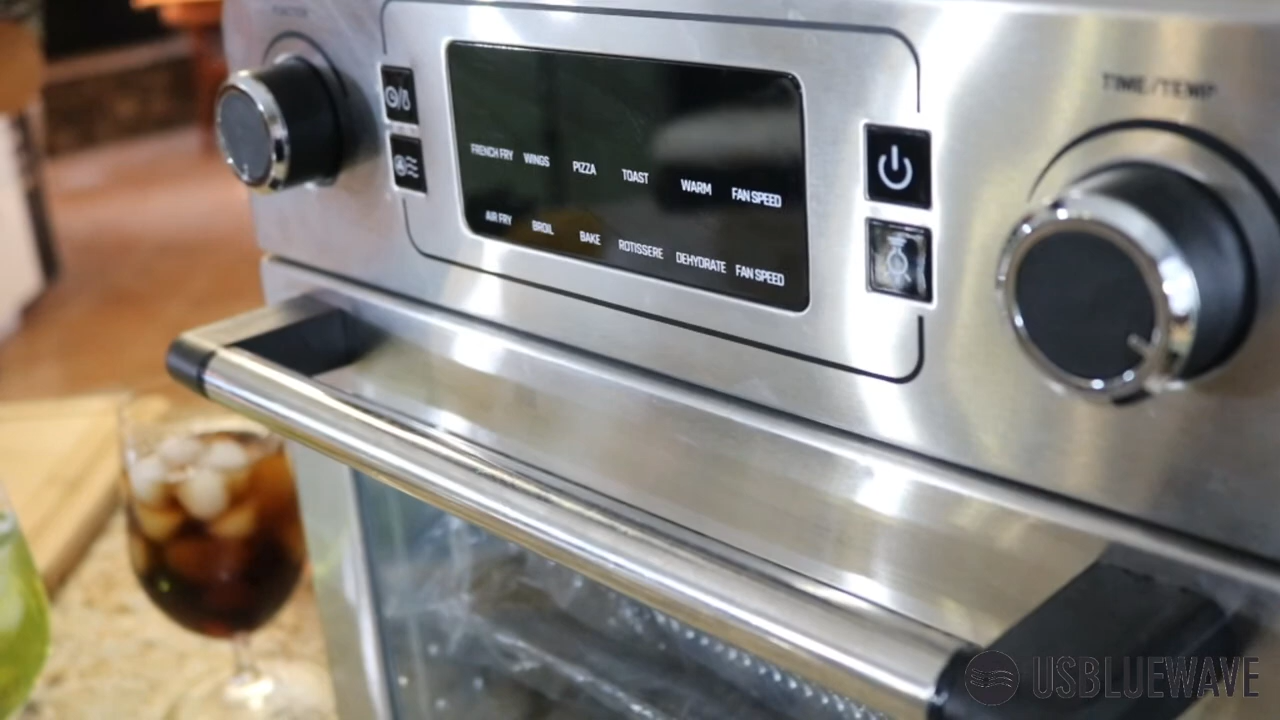 FUNCTION
TIME/TEMP
FRENCH FRY WINGS PIZZA TOAST WARM FAN SPEED
AIR FRY BROIL BAKE ROTISSERE DEHYDRATE FAN SPEED
USBLUEWAVE